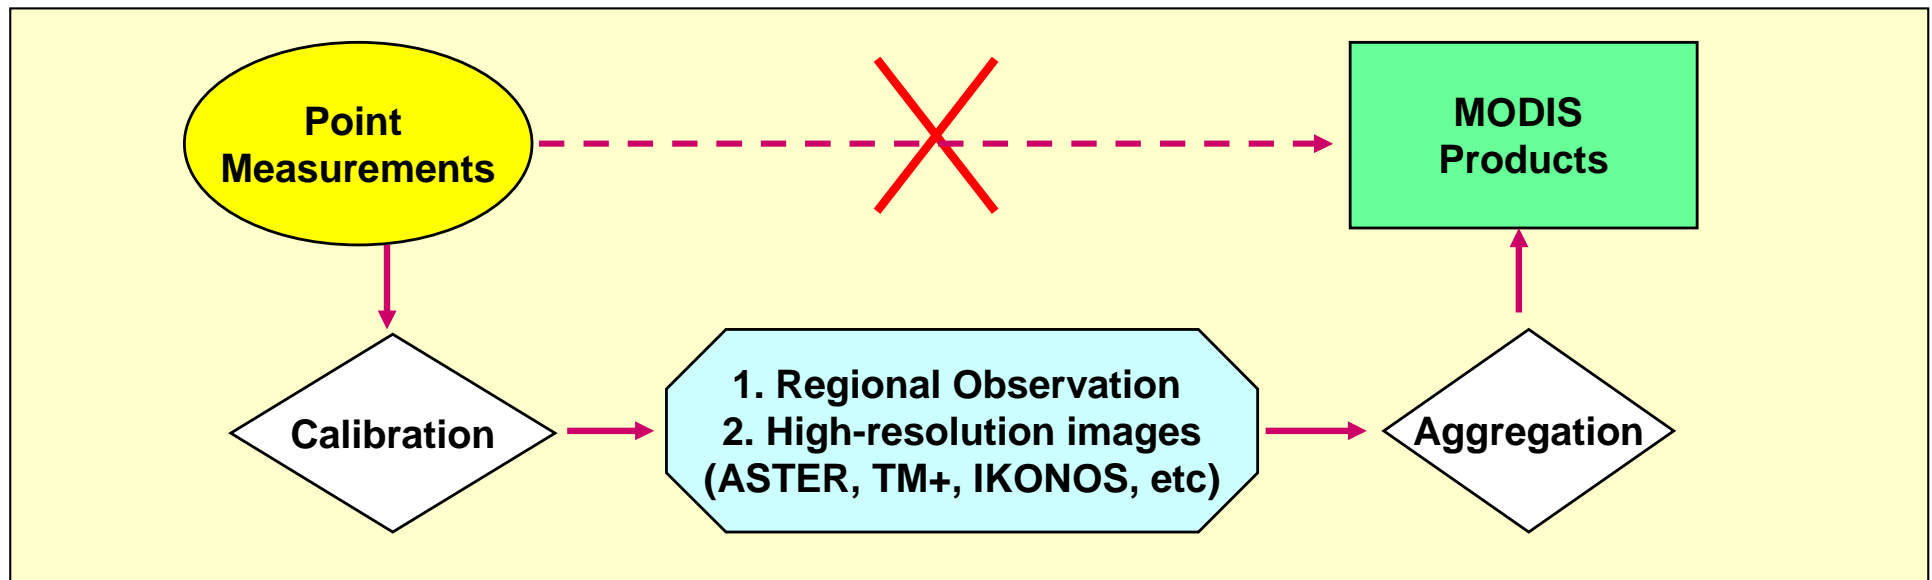 Point
Measurements
MODIS
Products
Calibration
1. Regional Observation
2. High-resolution images
(ASTER, TM+, IKONOS, etc)
Aggregation